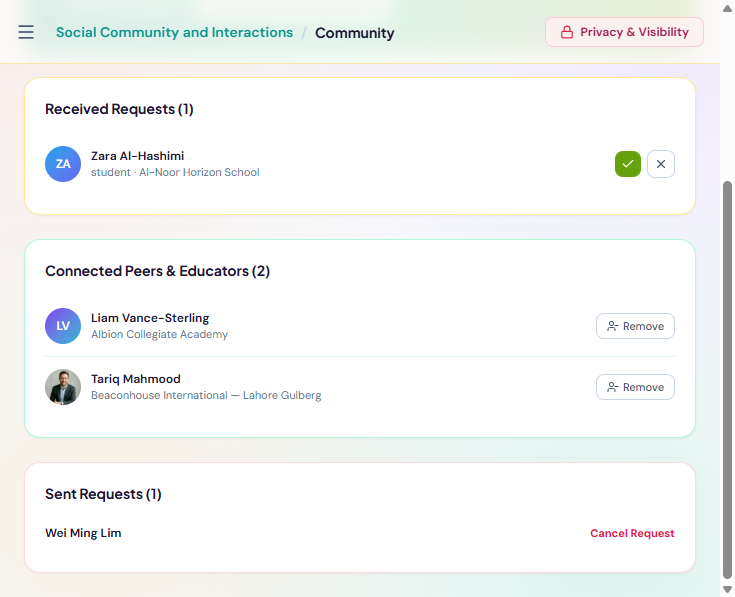 Social Community and Interactions / Community
Privacy & Visibility
Received Requests (1)
ZA
Zara Al-Hashimi
student · Al-Noor Horizon School
Connected Peers & Educators (2)
LV
Liam Vance-Sterling
Albion Collegiate Academy
Remove
Tariq Mahmood
Beaconhouse International — Lahore Gulberg
Remove
Sent Requests (1)
Wei Ming Lim
Cancel Request